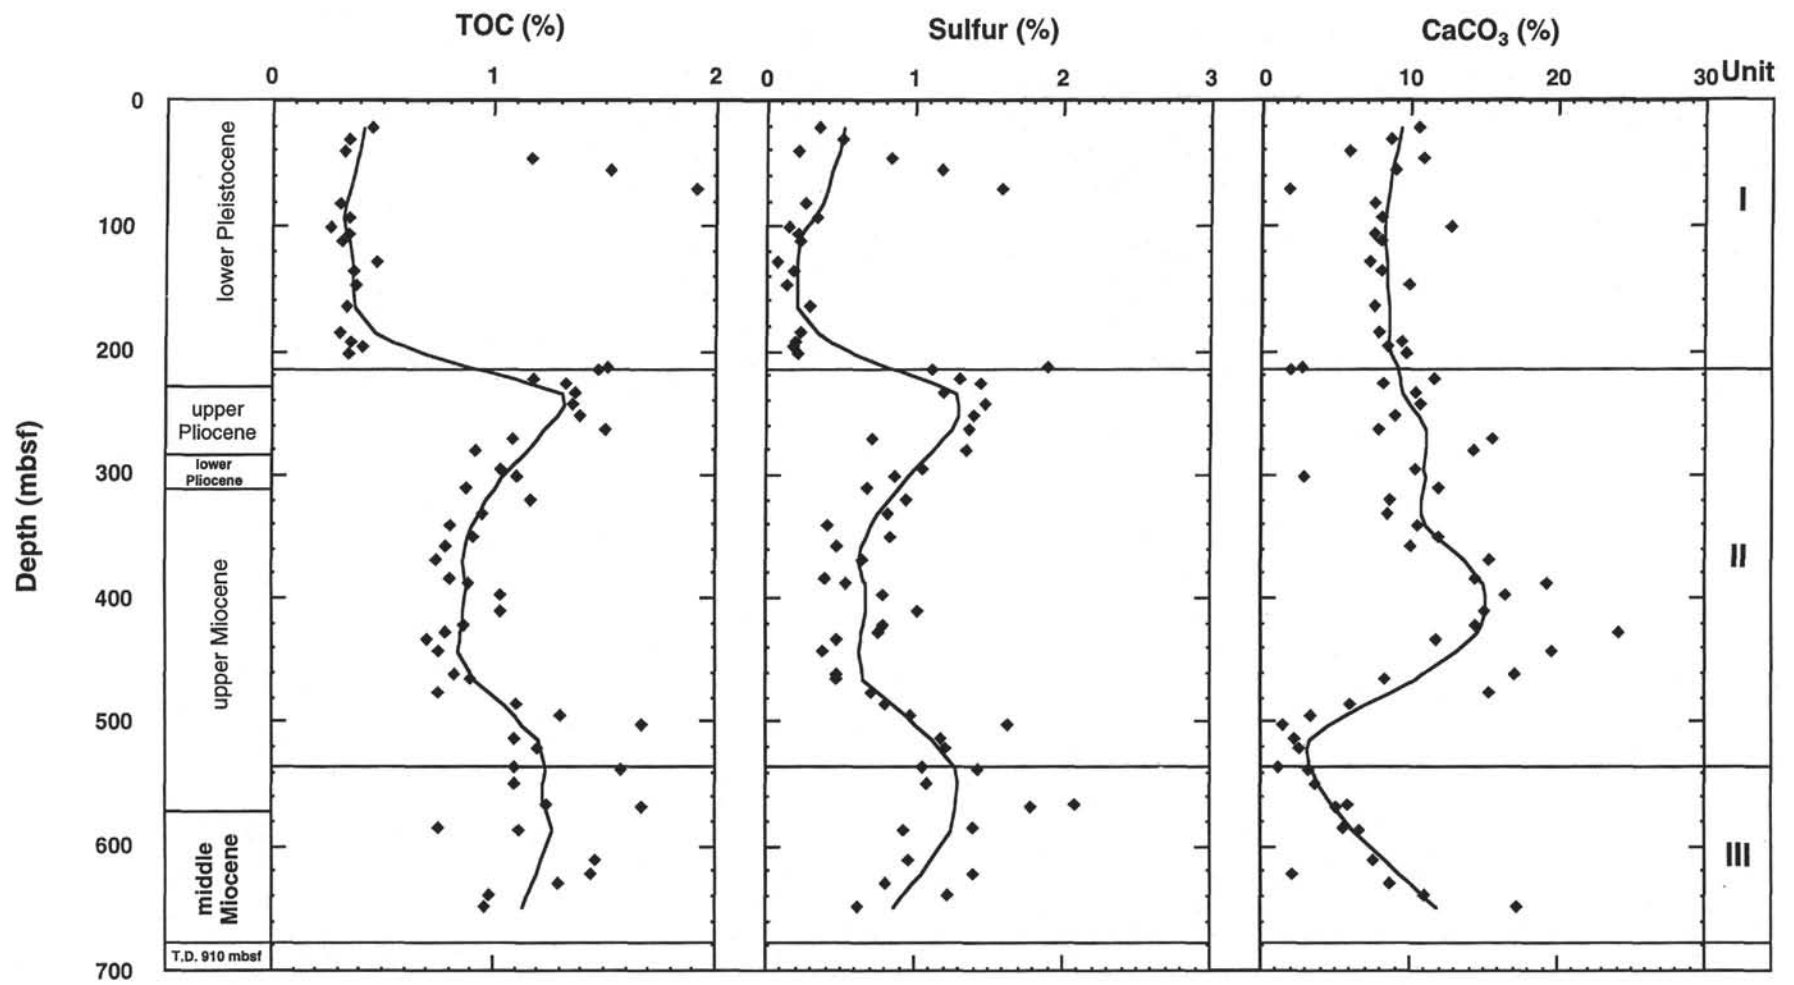 TOC (%) Sulfur (%) CaCO₃ (%)
0 1 2 0 1 2 3 0 10 20 30 Unit
0
lower Pleistocene
I
100
200
upper
Pliocene
lower
Pliocene
300
Depth (mbsf)
upper Miocene
II
400
500
600
middle
Miocene
III
T.D. 910 mbsf
700